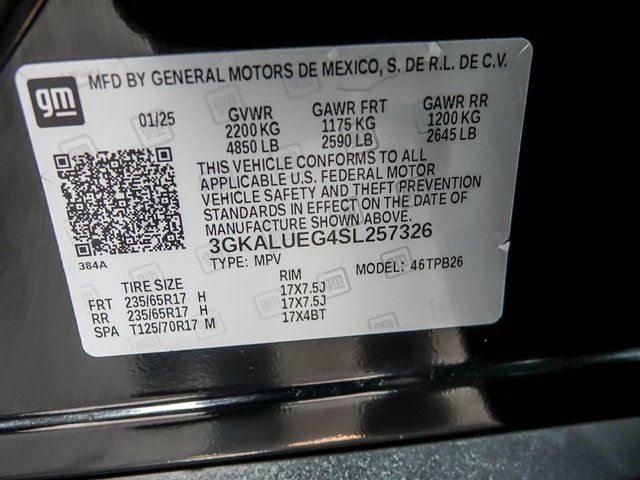 gm
MFD BY GENERAL MOTORS DE MEXICO, S. DE R.L. DE C.V.
01/25 GVWR GAWR FRT GAWR RR
2200 KG 1175 KG 1200 KG
4850 LB 2590 LB 2645 LB
THIS VEHICLE CONFORMS TO ALL
APPLICABLE U.S. FEDERAL MOTOR
VEHICLE SAFETY AND THEFT PREVENTION
STANDARDS IN EFFECT ON THE DATE OF
MANUFACTURE SHOWN ABOVE.
3GKALUEG4SL257326
384A
TYPE: MPV MODEL: 46TPB26
TIRE SIZE RIM
FRT 235/65R17 H 17X7.5J
RR 235/65R17 H 17X7.5J
SPA T125/70R17 M 17X4BT